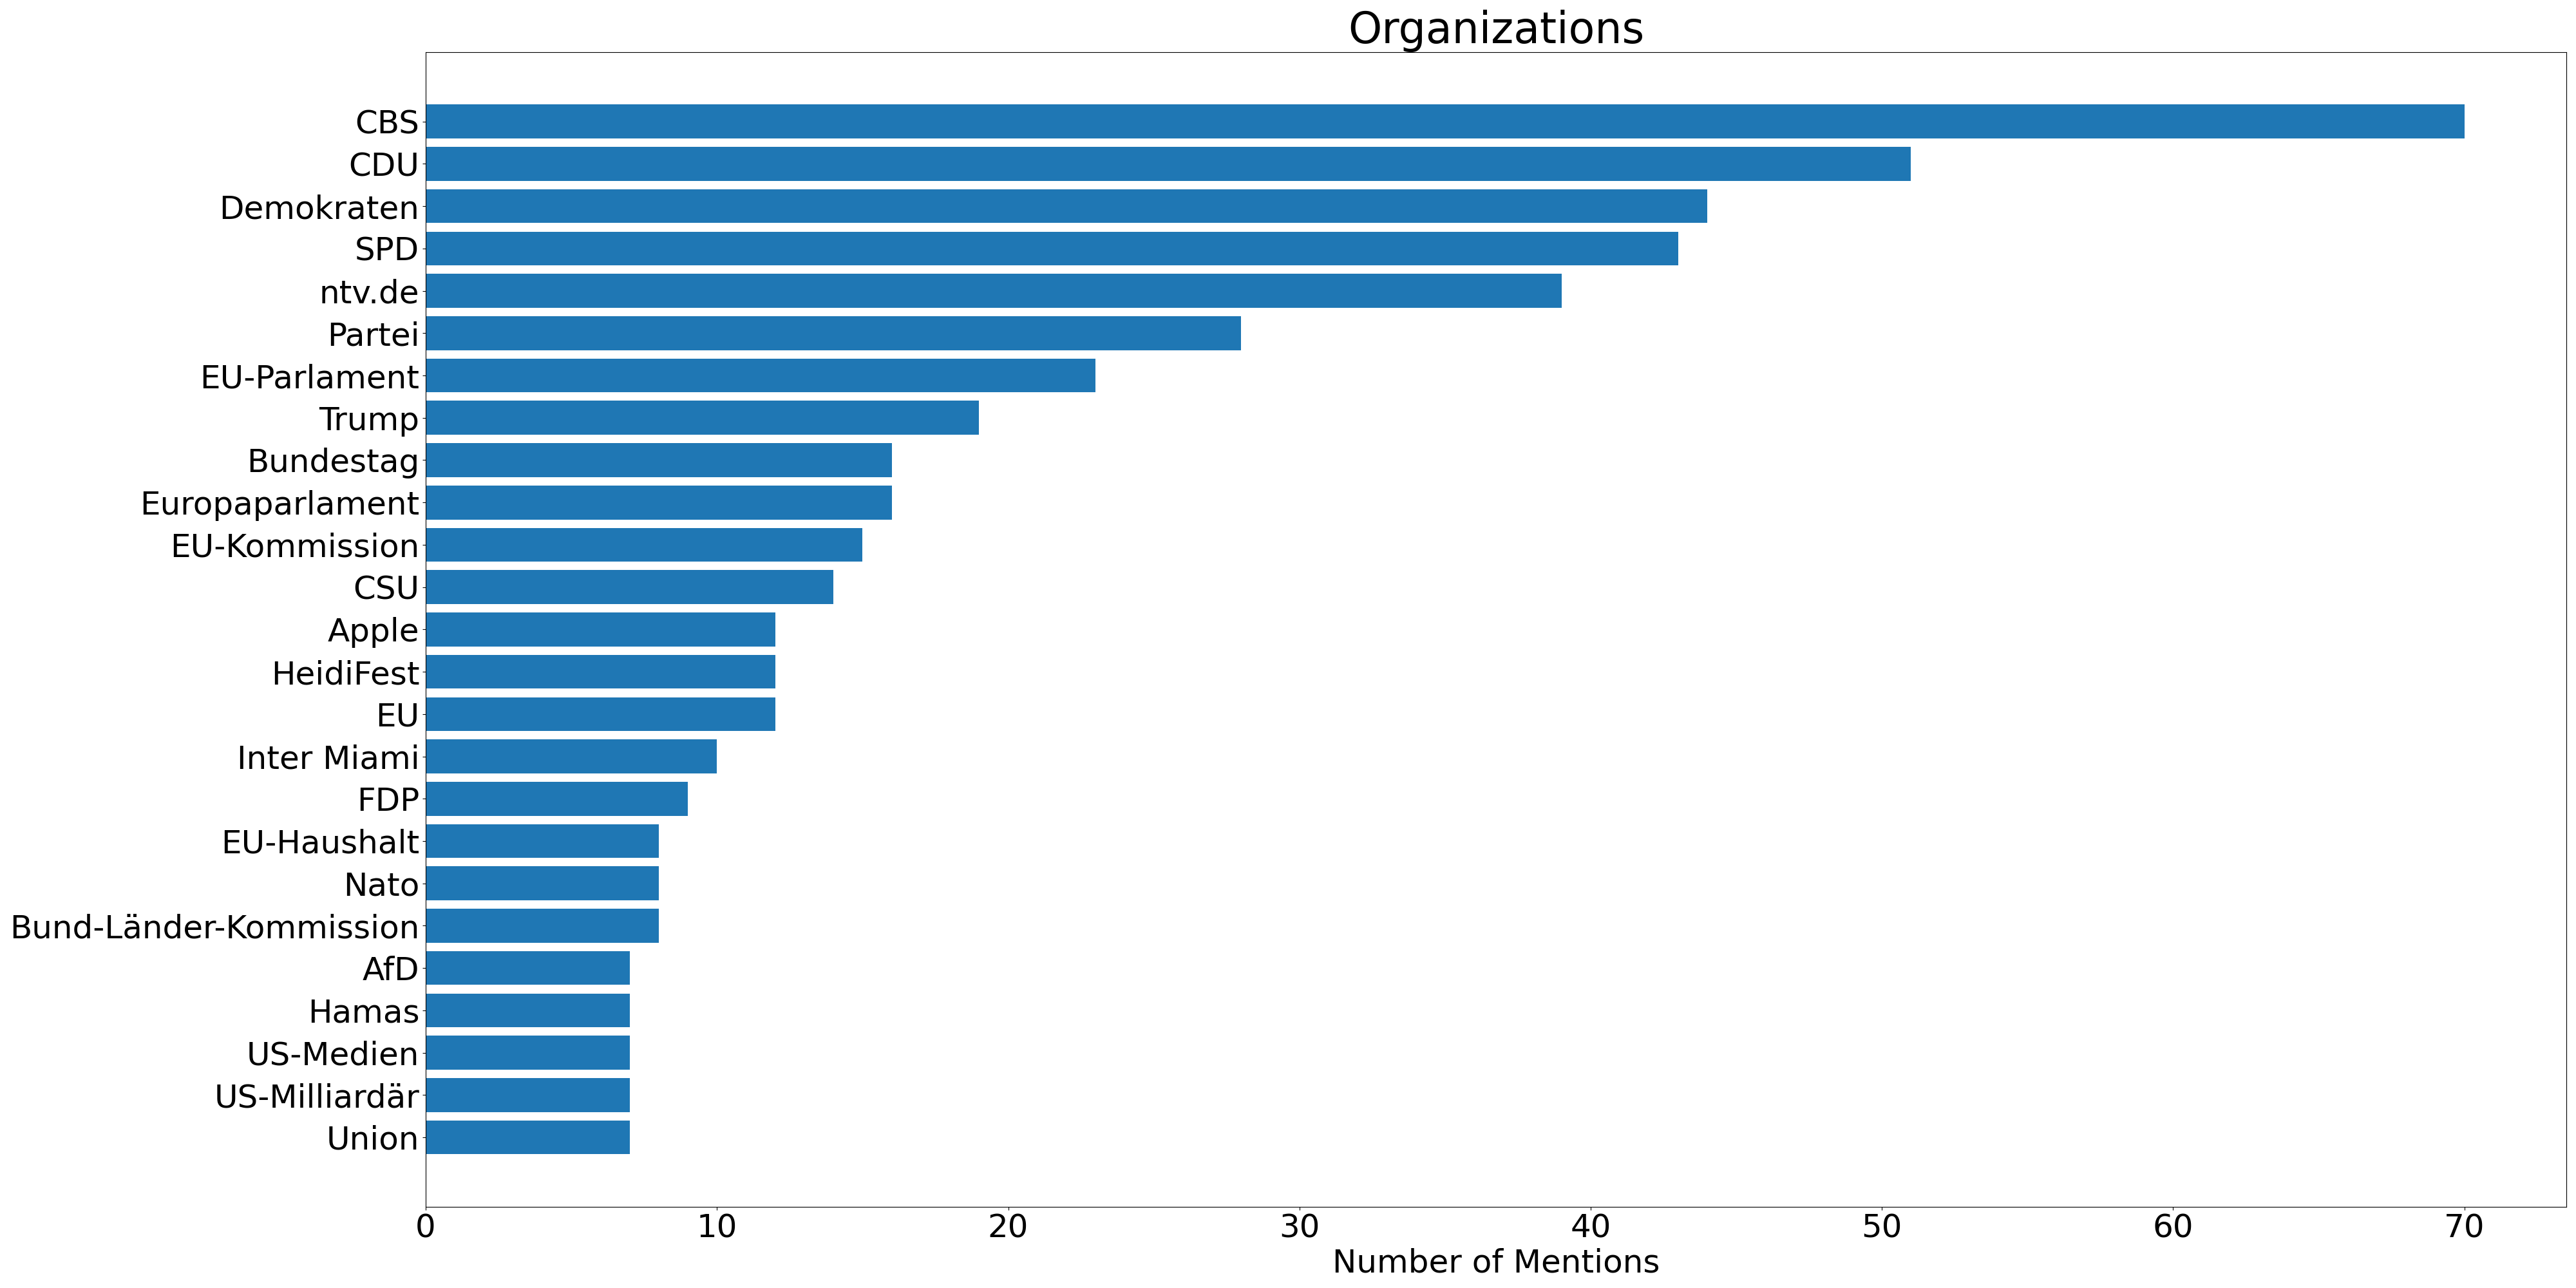 Organizations
CBS
CDU
Demokraten
SPD
ntv.de
Partei
EU-Parlament
Trump
Bundestag
Europaparlament
EU-Kommission
CSU
Apple
HeidiFest
EU
Inter Miami
FDP
EU-Haushalt
Nato
Bund-Länder-Kommission
AfD
Hamas
US-Medien
US-Milliardär
Union
0 10 20 30 40 50 60 70
Number of Mentions